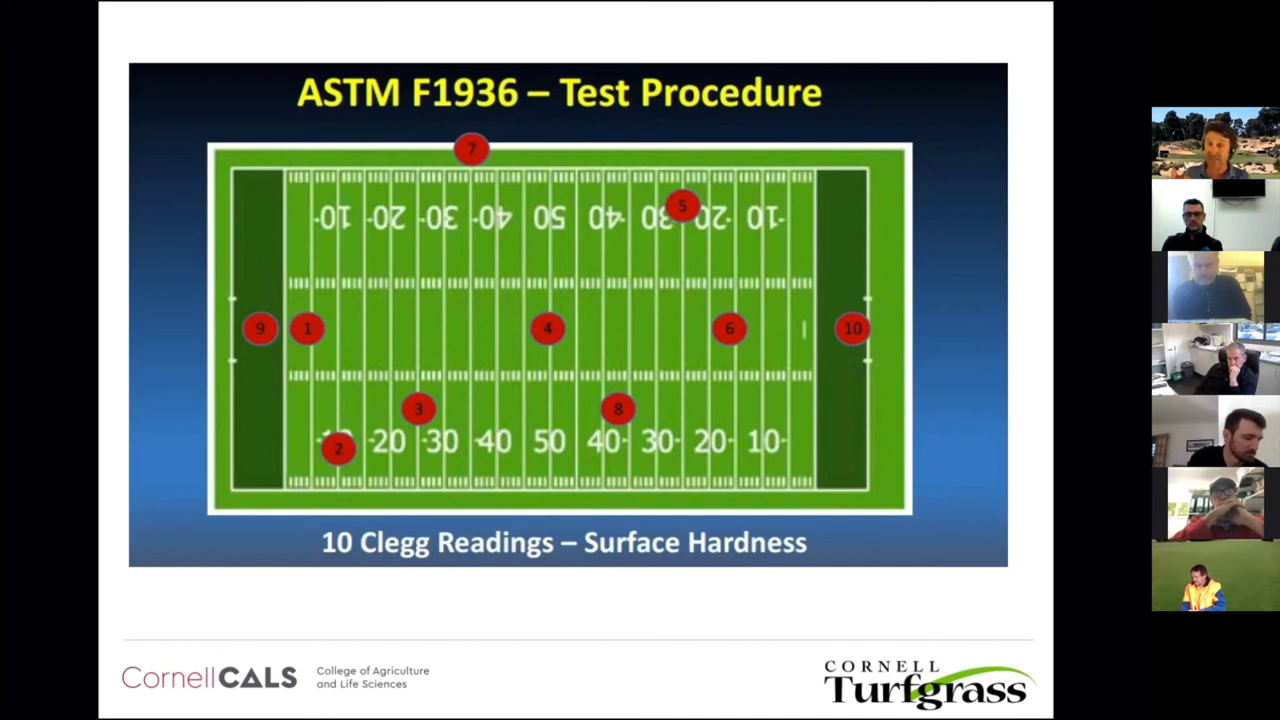 ASTM F1936 – Test Procedure
7
5
10 20 30 40 50 40 30 20 10
9 1 4 6 10
3 8
2
20 30 40 50 40 30 20 10
10 Clegg Readings – Surface Hardness
CornellCALS
College of Agriculture
and Life Sciences
CORNELL
Turfgrass